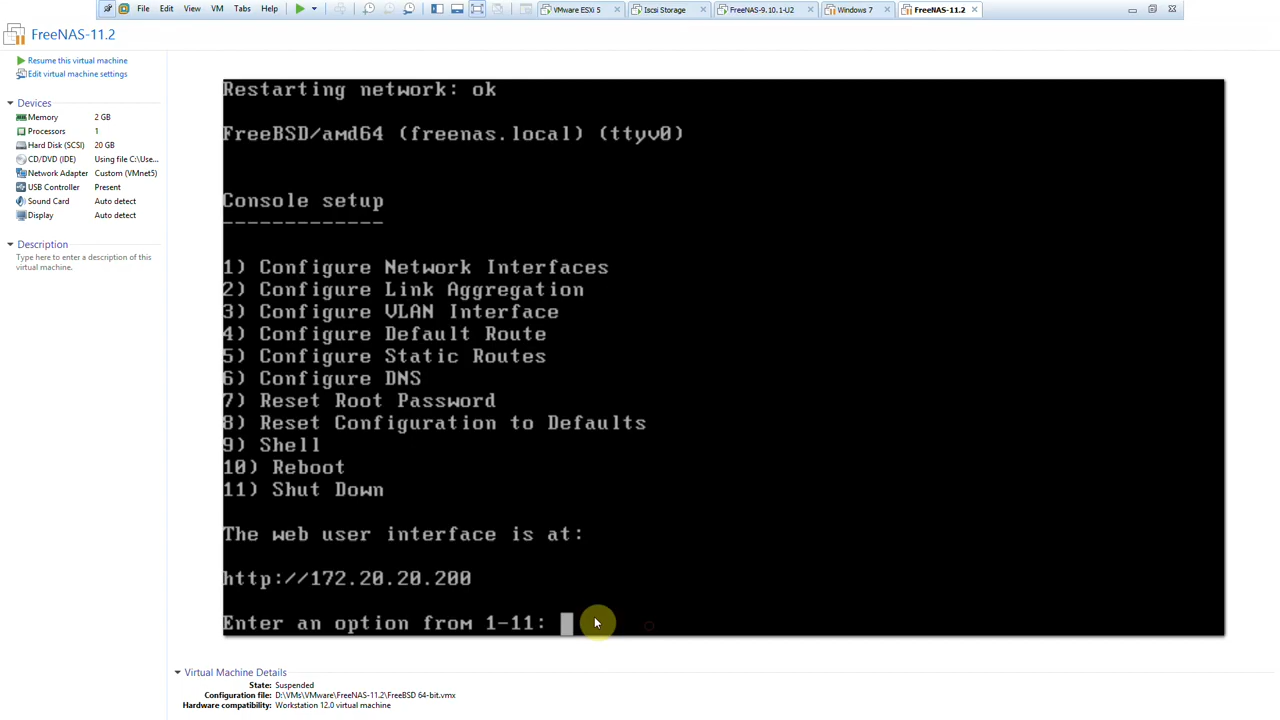 File Edit View VM Tabs Help
VMware ESXi 5
Iscsi Storage
FreeNAS-9.10.1-U2
Windows 7
FreeNAS-11.2
FreeNAS-11.2
Resume this virtual machine
Edit virtual machine settings
Devices
Memory 2 GB
Processors 1
Hard Disk (SCSI) 20 GB
CD/DVD (IDE) Using file C:\Use...
Network Adapter Custom (VMnet5)
USB Controller Present
Sound Card Auto detect
Display Auto detect
Description
Type here to enter a description of this
virtual machine.
Restarting network: ok
FreeBSD/amd64 (freenas.local) (ttyv0)
Console setup
-------------
1) Configure Network Interfaces
2) Configure Link Aggregation
3) Configure VLAN Interface
4) Configure Default Route
5) Configure Static Routes
6) Configure DNS
7) Reset Root Password
8) Reset Configuration to Defaults
9) Shell
10) Reboot
11) Shut Down
The web user interface is at:
http://172.20.20.200
Enter an option from 1-11:
Virtual Machine Details
State: Suspended
Configuration file: D:\VMs\VMware\FreeNAS-11.2\FreeBSD 64-bit.vmx
Hardware compatibility: Workstation 12.0 virtual machine